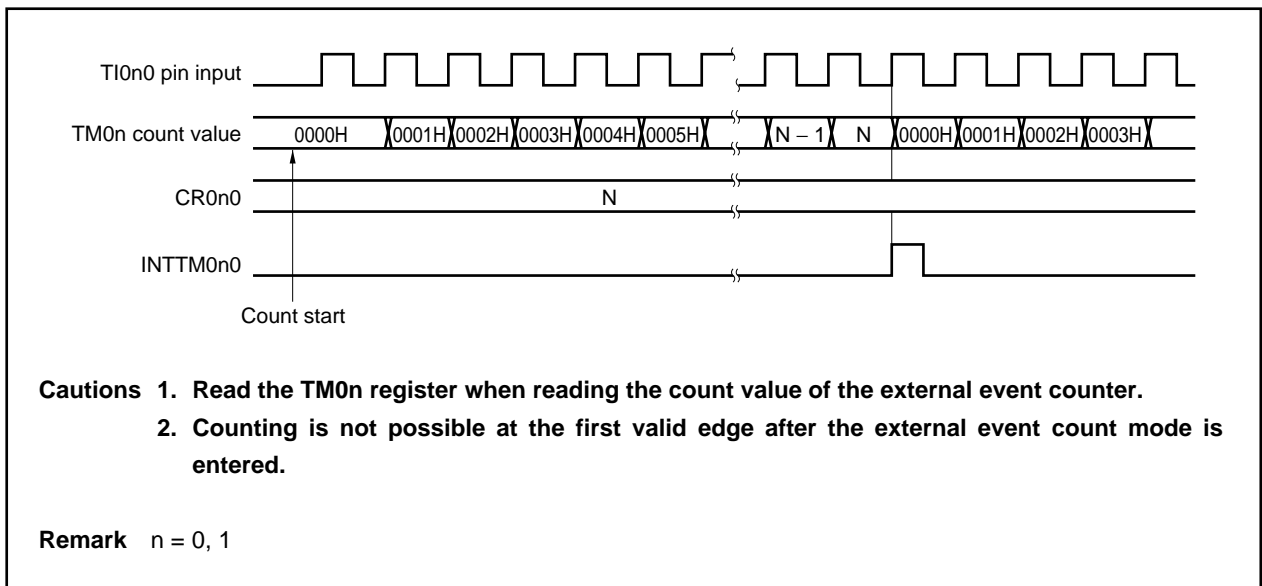 TI0n0 pin input
TM0n count value 0000H 0001H 0002H 0003H 0004H 0005H N − 1 N 0000H 0001H 0002H 0003H
CR0n0 N
INTTM0n0
Count start
Cautions 1. Read the TM0n register when reading the count value of the external event counter.
2. Counting is not possible at the first valid edge after the external event count mode is
entered.
Remark n = 0, 1